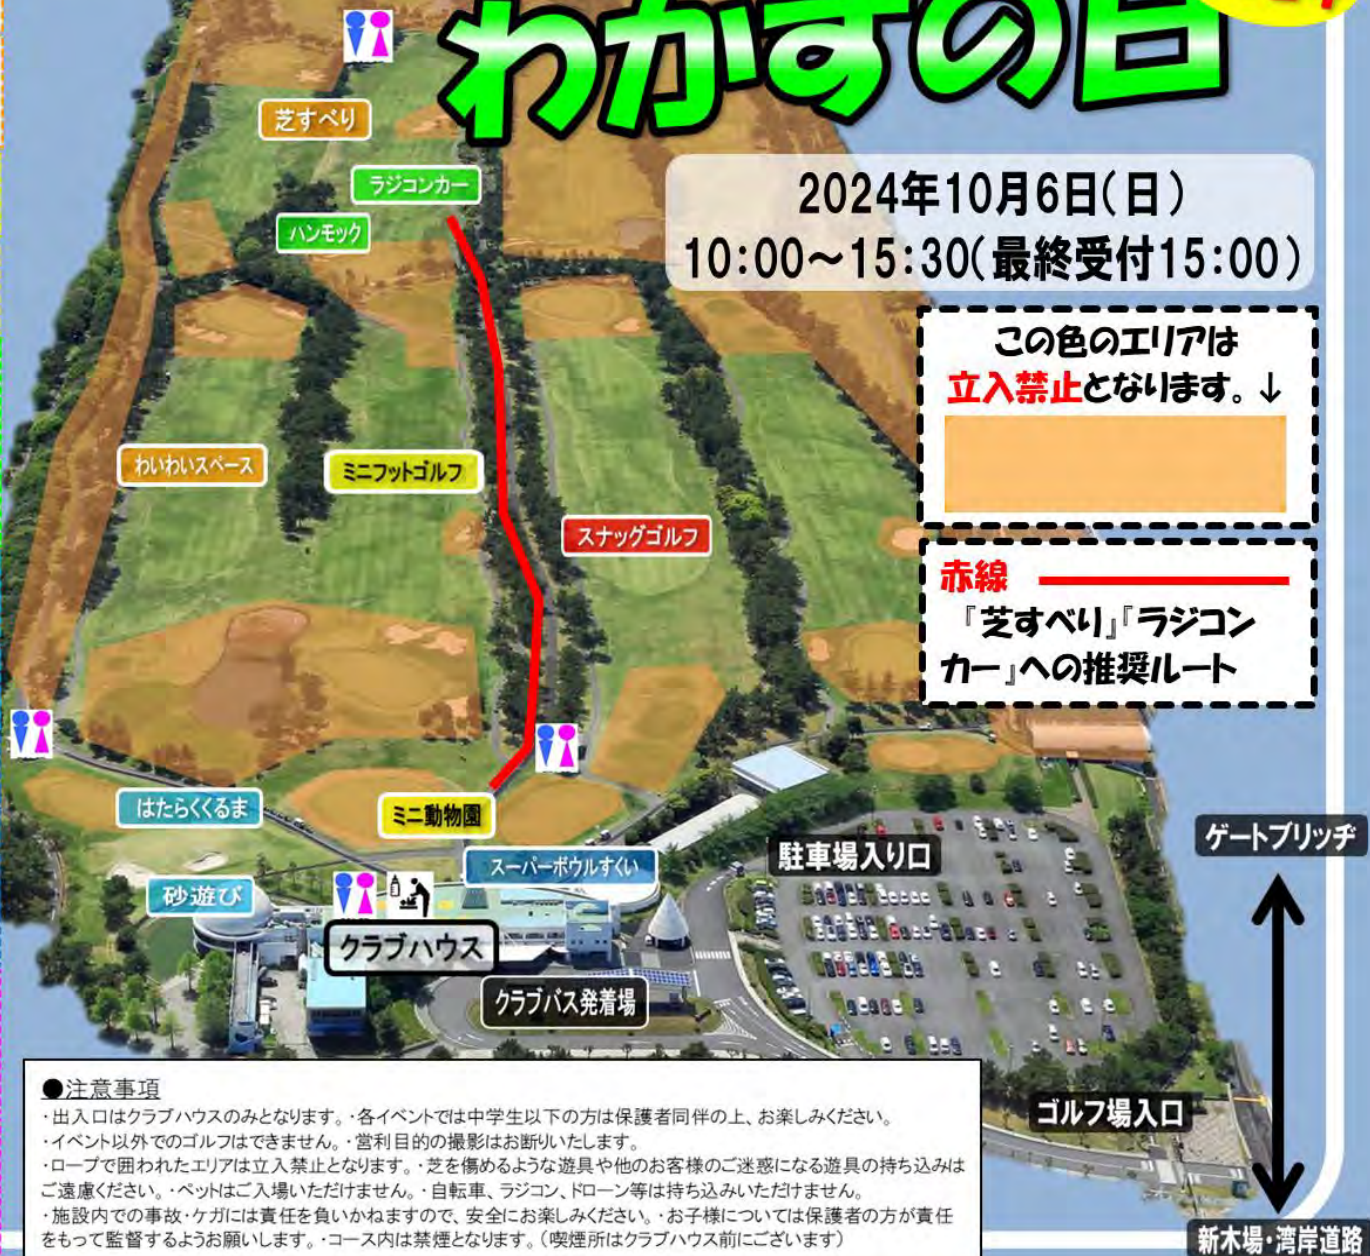 わかすの日
芝すべり
ラジコンカー
ハンモック
2024年10月6日(日)
10:00～15:30(最終受付15:00)
この色のエリアは
立入禁止となります。↓
わいわいスペース
ミニフットゴルフ
スナッグゴルフ
赤線
『芝すべり』『ラジコン
カー』への推奨ルート
はたらくくるま
ミニ動物園
スーパーボウルすくい
駐車場入り口
ゲートブリッヂ
砂遊び
クラブハウス
クラブバス発着場
ゴルフ場入口
新木場･湾岸道路
●注意事項
・出入口はクラブハウスのみとなります。・各イベントでは中学生以下の方は保護者同伴の上、お楽しみください。
・イベント以外でのゴルフはできません。・営利目的の撮影はお断りいたします。
・ロープで囲われたエリアは立入禁止となります。・芝を傷めるような遊具や他のお客様のご迷惑になる遊具の持ち込みは
ご遠慮ください。・ペットはご入場いただけません。・自転車、ラジコン、ドローン等は持ち込みいただけません。
・施設内での事故・ケガには責任を負いかねますので、安全にお楽しみください。・お子様については保護者の方が責任
をもって監督するようお願いします。・コース内は禁煙となります。（喫煙所はクラブハウス前にございます）